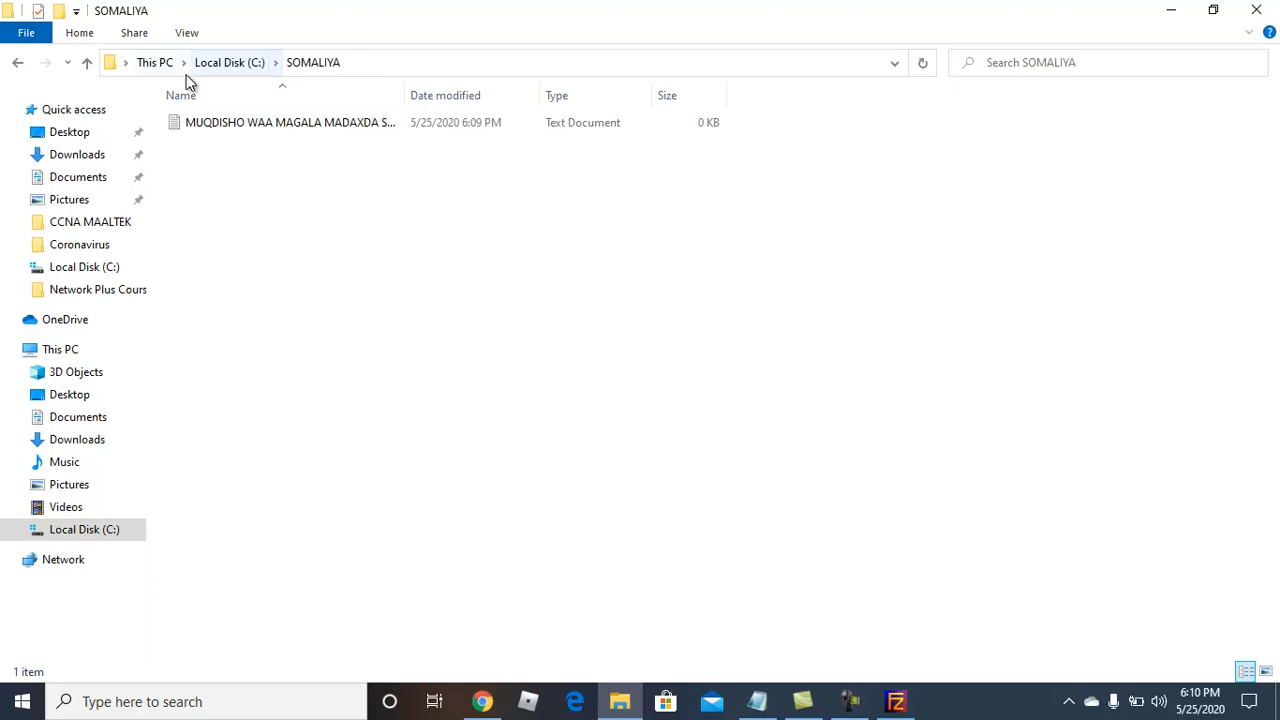 SOMALIYA
File Home Share View
This PC Local Disk (C:) SOMALIYA Search SOMALIYA
Name Date modified Type Size
MUQDISHO WAA MAGALA MADAXDA S... 5/25/2020 6:09 PM Text Document 0 KB
Quick access
Desktop
Downloads
Documents
Pictures
CCNA MAALTEK
Coronavirus
Local Disk (C:)
Network Plus Cours
OneDrive
This PC
3D Objects
Desktop
Documents
Downloads
Music
Pictures
Videos
Local Disk (C:)
Network
1 item
Type here to search
6:10 PM
5/25/2020